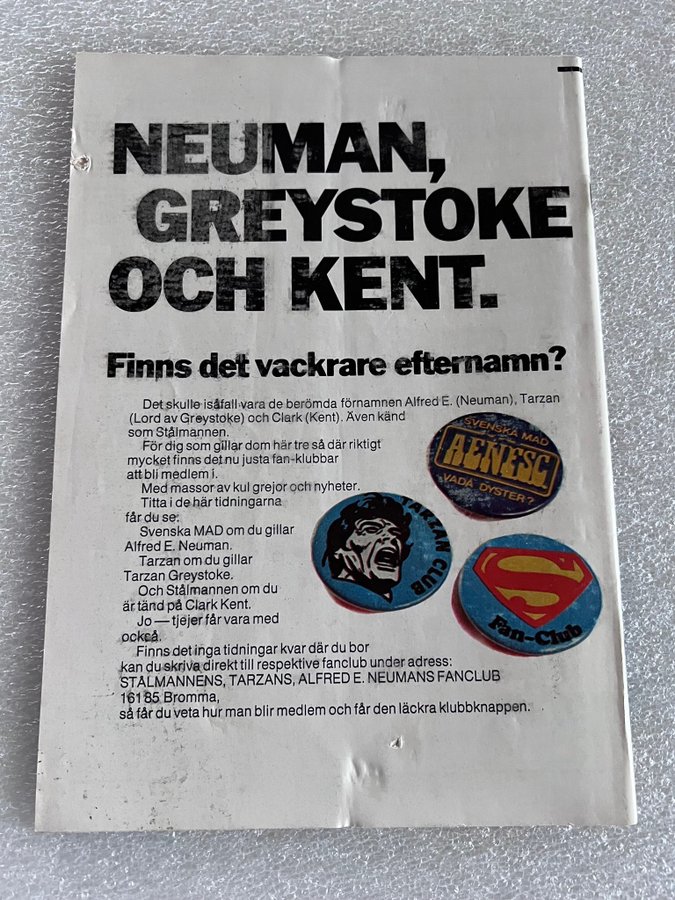 NEUMAN,
GREYSTOKE
OCH KENT.
Finns det vackrare efternamn?
Det skulle isåfall vara de berömda förnamnen Alfred E. (Neuman), Tarzan
(Lord av Greystoke) och Clark (Kent). Även känd
som Stålmannen.
För dig som gillar dom här tre så där riktigt
mycket finns det nu justa fan-klubbar
att bli medlem i.
Med massor av kul grejor och nyheter.
Titta i de här tidningarna
får du se:
Svenska MAD om du gillar
Alfred E. Neuman.
Tarzan om du gillar
Tarzan Greystoke.
Och Stålmannen om du
är tänd på Clark Kent.
Jo — tjejer får vara med
också.
Finns det inga tidningar kvar där du bor
kan du skriva direkt till respektive fanclub under adress:
STÅLMANNENS, TARZANS, ALFRED E. NEUMANS FANCLUB
161 85 Bromma,
så får du veta hur man blir medlem och får den läckra klubbknappen.
SVENSKA MAD
AENESC
VADÅ DYSTER?
TARZAN CLUB
S
Fan-Club